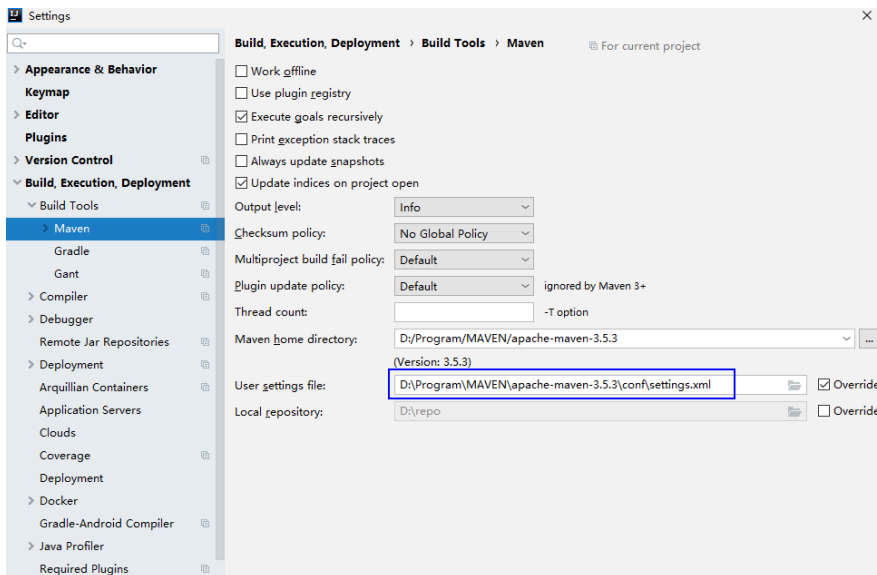 Settings
Appearance & Behavior
Keymap
Editor
Plugins
Version Control
Build, Execution, Deployment
Build Tools
Maven
Gradle
Gant
Compiler
Debugger
Remote Jar Repositories
Deployment
Arquillian Containers
Application Servers
Clouds
Coverage
Deployment
Docker
Gradle-Android Compiler
Java Profiler
Required Plugins
Build, Execution, Deployment › Build Tools › Maven For current project
Work offline
Use plugin registry
Execute goals recursively
Print exception stack traces
Always update snapshots
Update indices on project open
Output level: Info
Checksum policy: No Global Policy
Multiproject build fail policy: Default
Plugin update policy: Default ignored by Maven 3+
Thread count: -T option
Maven home directory: D:/Program/MAVEN/apache-maven-3.5.3 ...
(Version: 3.5.3)
User settings file: D:\Program\MAVEN\apache-maven-3.5.3\conf\settings.xml Override
Local repository: D:\repo Override